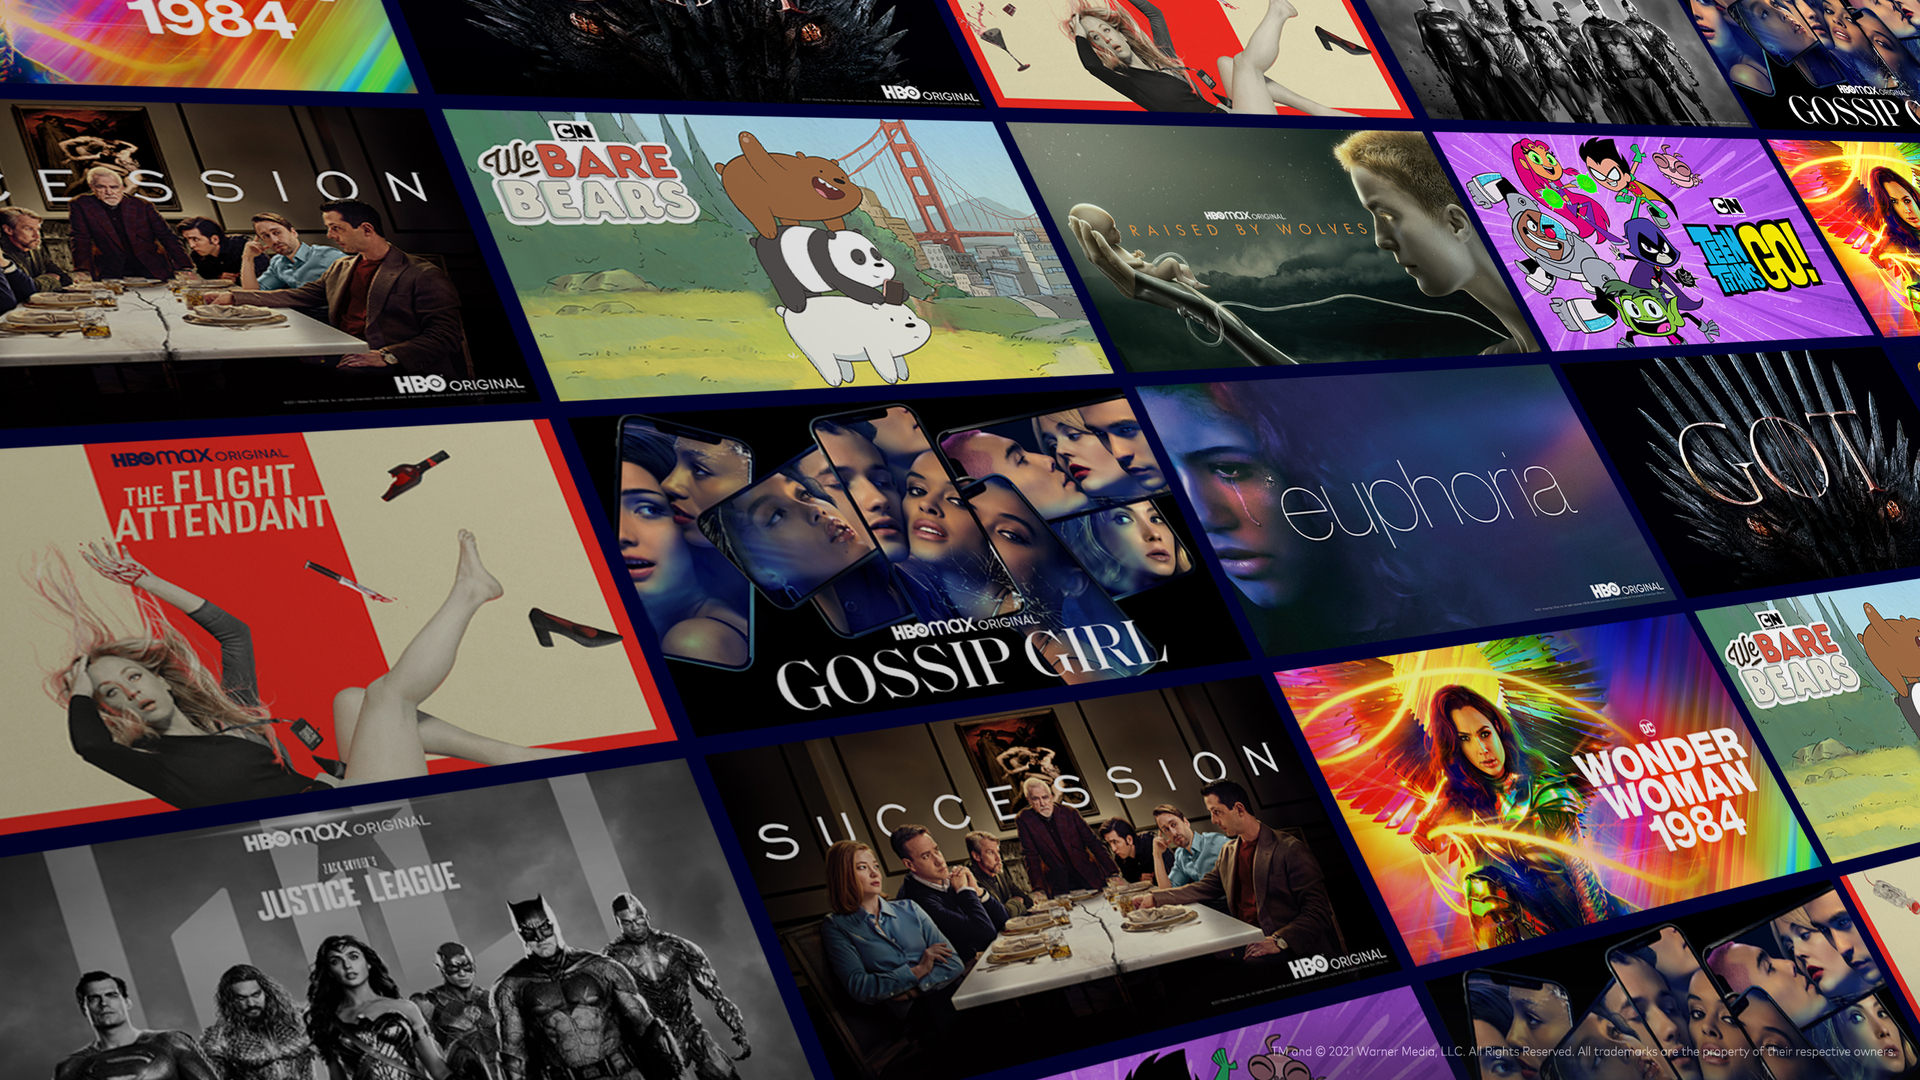 1984
HBO ORIGINAL
HBOmax ORIGINAL
GOSSIP G
CESSION
HBO ORIGINAL
CN
We BARE
BEARS
HBOmax ORIGINAL
RAISED BY WOLVES
CN
TEEN
TITANS
GO!
HBOmax ORIGINAL
THE FLIGHT
ATTENDANT
HBOmax ORIGINAL
GOSSIP GIRL
euphoria
HBO ORIGINAL
GOT
HBOmax ORIGINAL
ZACK SNYDER'S
JUSTICE LEAGUE
SUCCESSION
HBO ORIGINAL
DC
WONDER
WOMAN
1984
CN
We BARE
BEARS
TM and © 2021 Warner Media, LLC. All Rights Reserved. All trademarks are the property of their respective owners.